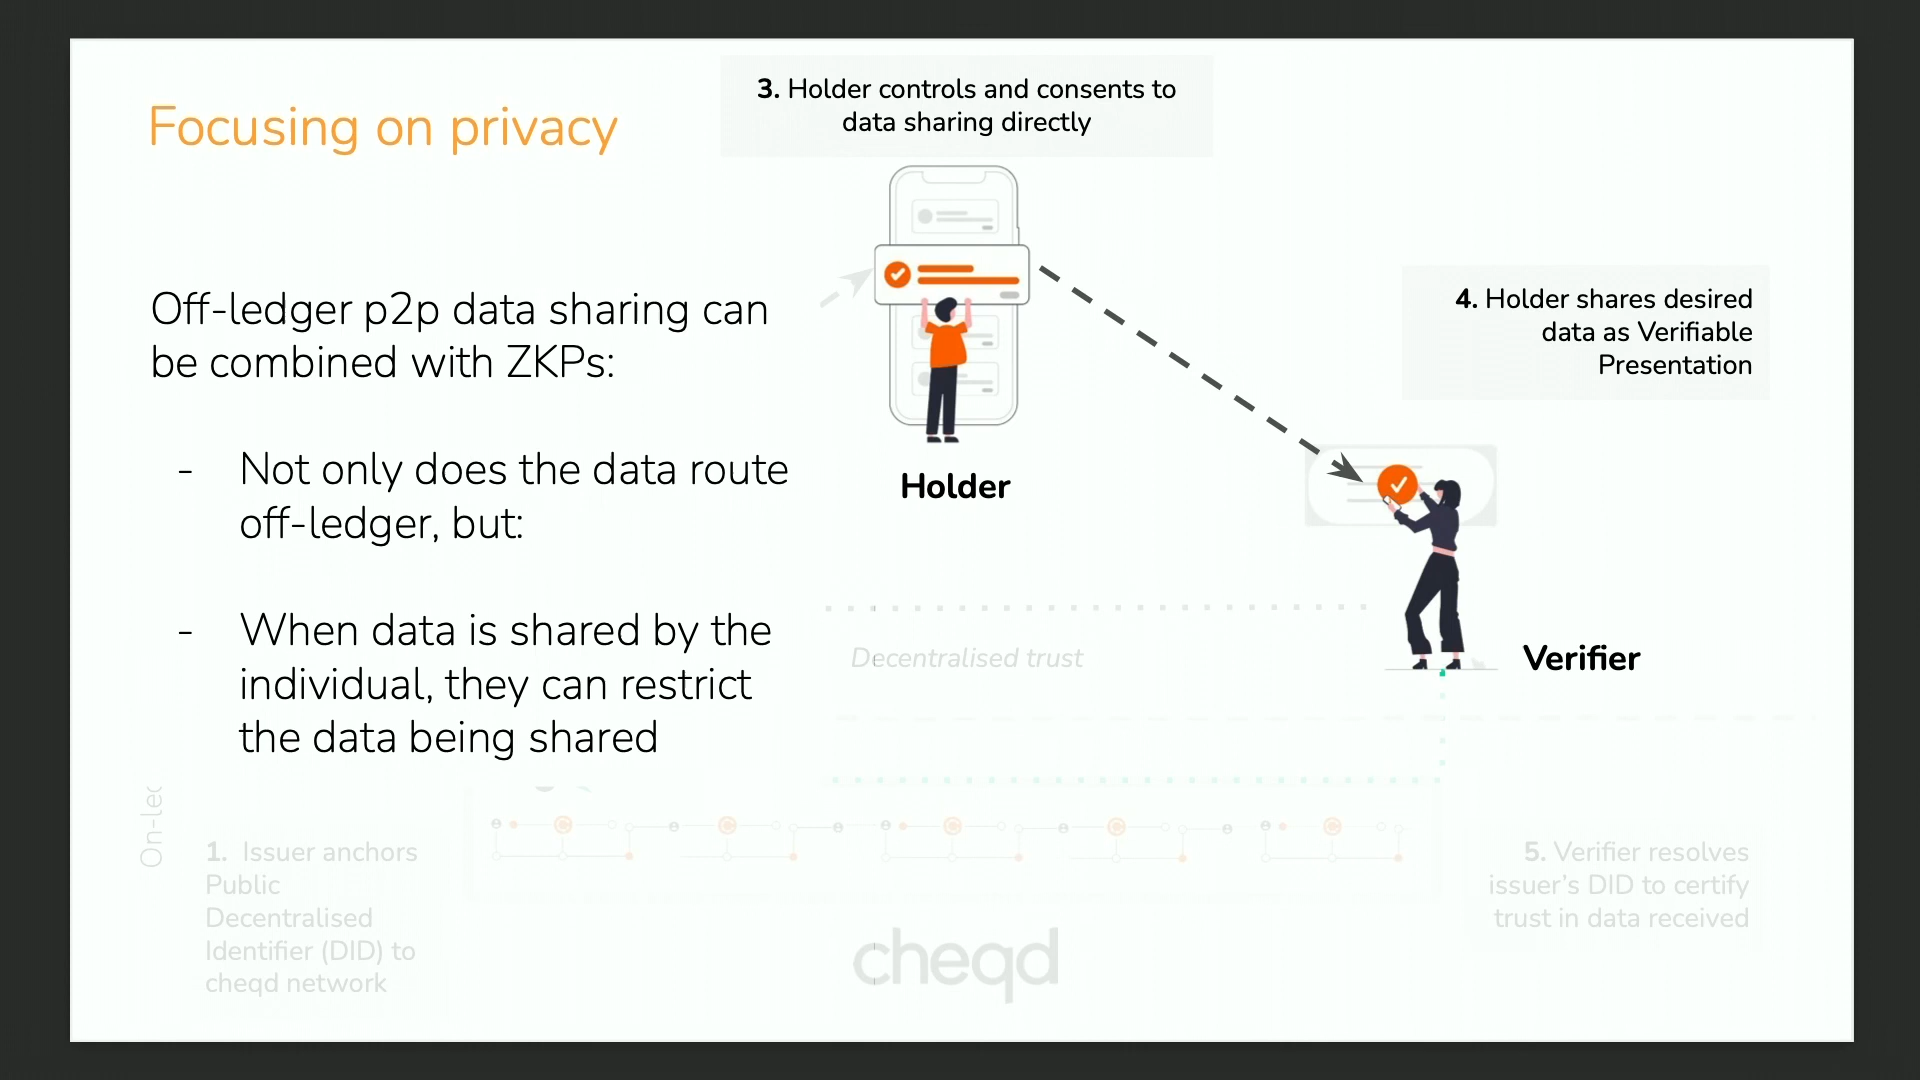 Focusing on privacy
3. Holder controls and consents to
data sharing directly
Off-ledger p2p data sharing can
be combined with ZKPs:
- Not only does the data route
off-ledger, but:
- When data is shared by the
individual, they can restrict
the data being shared
Holder
4. Holder shares desired
data as Verifiable
Presentation
Verifier
Decentralised trust
1. Issuer anchors
Public
Decentralised
Identifier (DID) to
cheqd network
5. Verifier resolves
issuer's DID to certify
trust in data received
cheqd